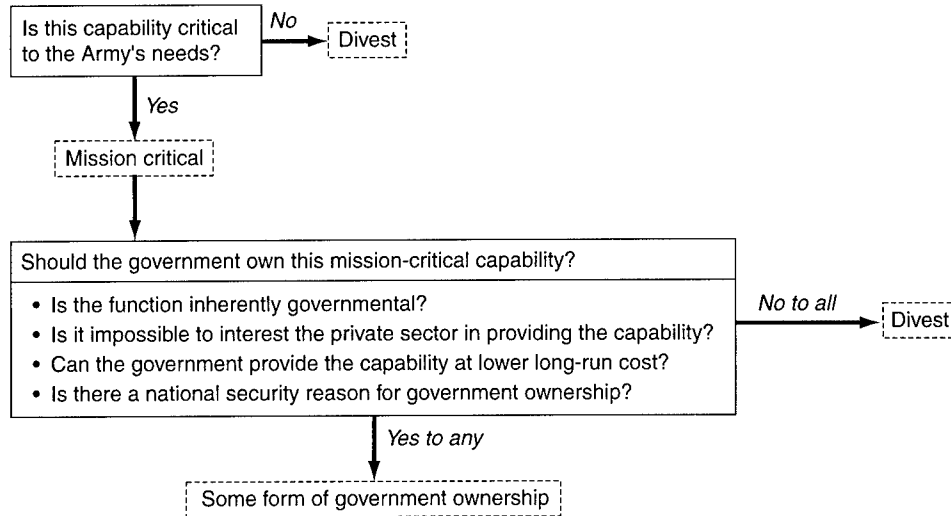 Is this capability critical
to the Army's needs?
No
Divest
Yes
Mission critical
Should the government own this mission-critical capability?
• Is the function inherently governmental?
• Is it impossible to interest the private sector in providing the capability?
• Can the government provide the capability at lower long-run cost?
• Is there a national security reason for government ownership?
No to all
Divest
Yes to any
Some form of government ownership